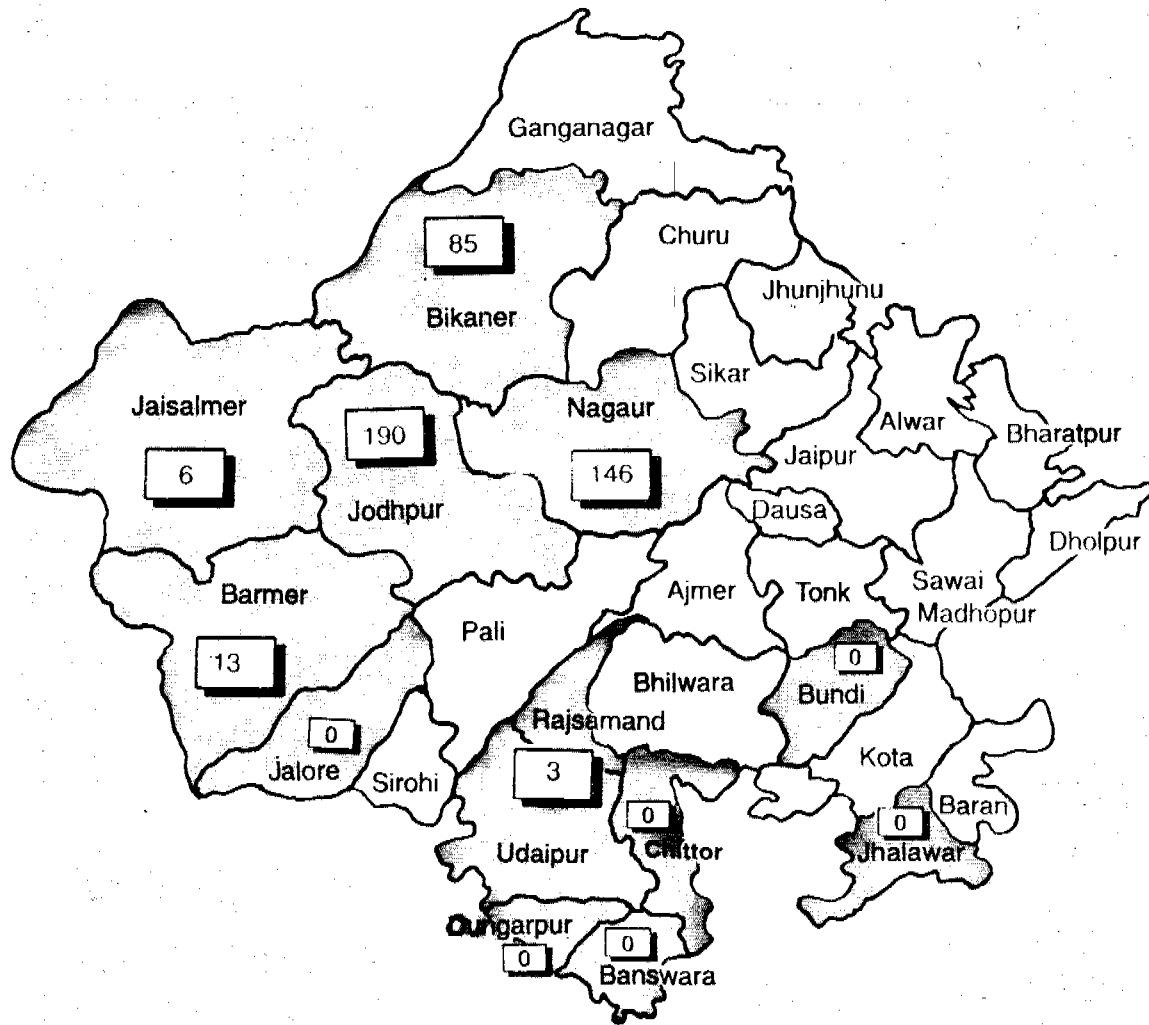 Ganganagar
Churu
85
Jhunjhunu
Bikaner
Sikar
Jaisalmer
Nagaur
190
Alwar
Bharatpur
Jaipur
6
146
Jodhpur
Dausa
Dholpur
Barmer
Ajmer
Tonk
Sawai
Madhopur
Pali
13
0
Bhilwara
Bundi
Rajsamand
0
Jalore
Sirohi
3
Kota
Baran
0
0
Udaipur
Chittor
Jhalawar
Dungarpur
0
0
Banswara